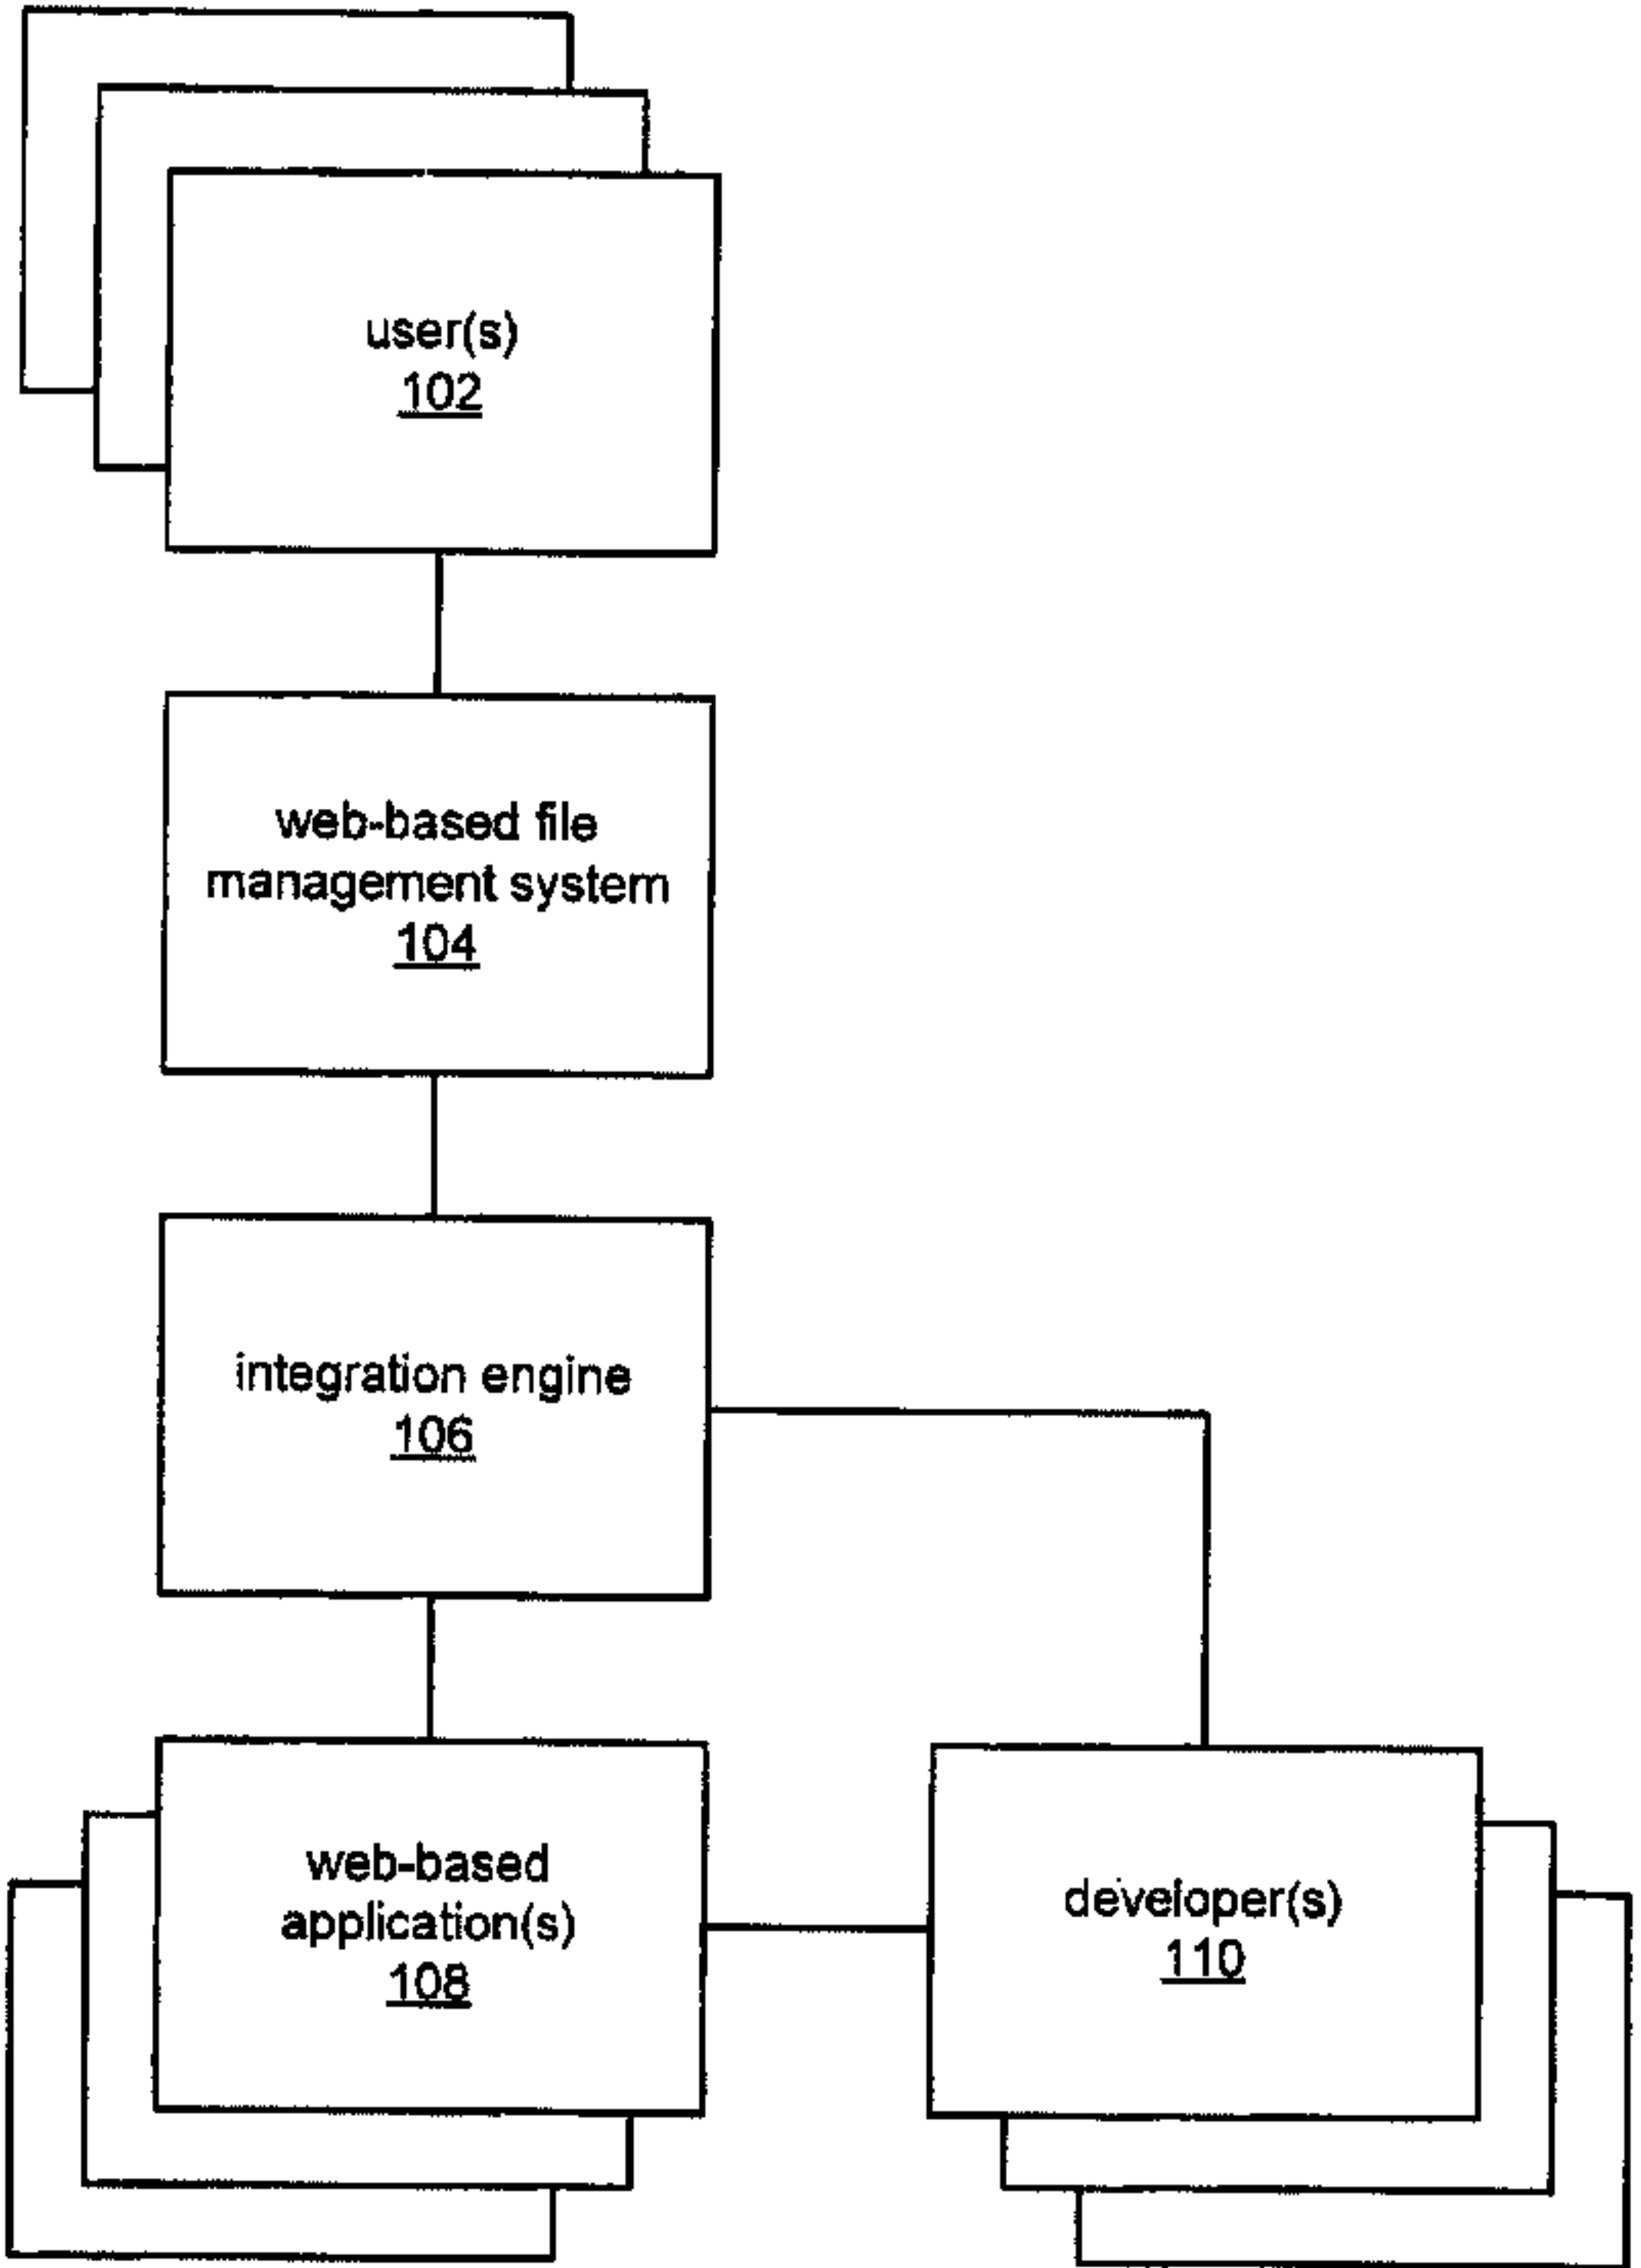 user(s)
102
web-based file
management system
104
integration engine
106
web-based
application(s)
108
developer(s)
110